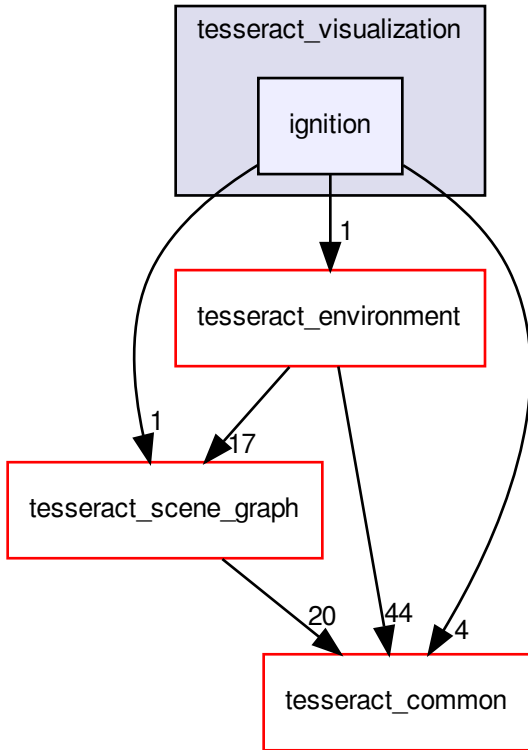 tesseract_visualization
ignition
1
tesseract_environment
1
17
tesseract_scene_graph
20
44
4
tesseract_common